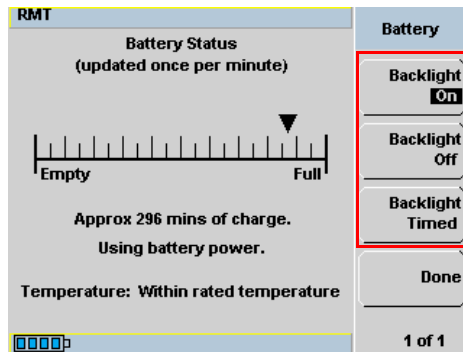 RMT
Battery Status
(updated once per minute)
Empty Full
Approx 296 mins of charge.
Using battery power.
Temperature: Within rated temperature
Battery
Backlight
On
Backlight
Off
Backlight
Timed
Done
1 of 1